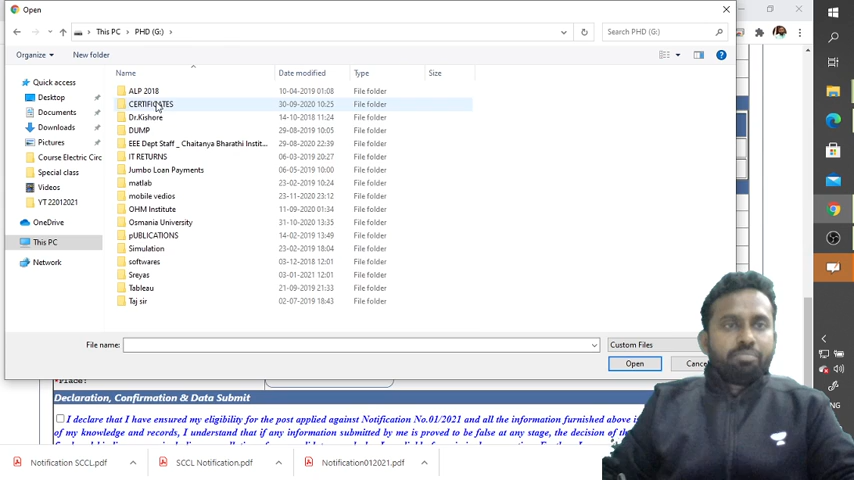 Open
This PC > PHD (G:) >
Search PHD (G:)
Organize
New folder
Name Date modified Type Size
Quick access
Desktop
Documents
Downloads
Pictures
Course Electric Circ
Special class
Videos
YT 22012021
OneDrive
This PC
Network
ALP 2018 10-04-2019 01:08 File folder
CERTIFICATES 30-09-2020 10:25 File folder
Dr.Kishore 14-10-2018 11:24 File folder
DUMP 29-08-2019 10:05 File folder
EEE Dept Staff _ Chaitanya Bharathi Instit... 29-08-2020 22:39 File folder
IT RETURNS 06-03-2019 20:27 File folder
Jumbo Loan Payments 06-05-2019 10:00 File folder
matlab 23-02-2019 10:24 File folder
mobile vedios 23-11-2020 23:12 File folder
OHM Institute 11-09-2020 01:34 File folder
Osmania University 31-10-2020 13:35 File folder
pUBLICATIONS 14-02-2019 13:49 File folder
Simulation 23-02-2019 18:04 File folder
softwares 03-12-2018 12:01 File folder
Sreyas 03-01-2021 12:01 File folder
Tableau 21-09-2019 21:33 File folder
Taj sir 02-07-2019 18:43 File folder
File name:
Custom Files
Open
Cancel
*Place:
Declaration, Confirmation & Data Submit
I declare that I have ensured my eligibility for the post applied against Notification No.01/2021 and all the information furnished above i
of my knowledge and records, I understand that if any information submitted by me is proved to be false at any stage, the decision of th
Notification SCCL.pdf
SCCL Notification.pdf
Notification012021.pdf
ENG